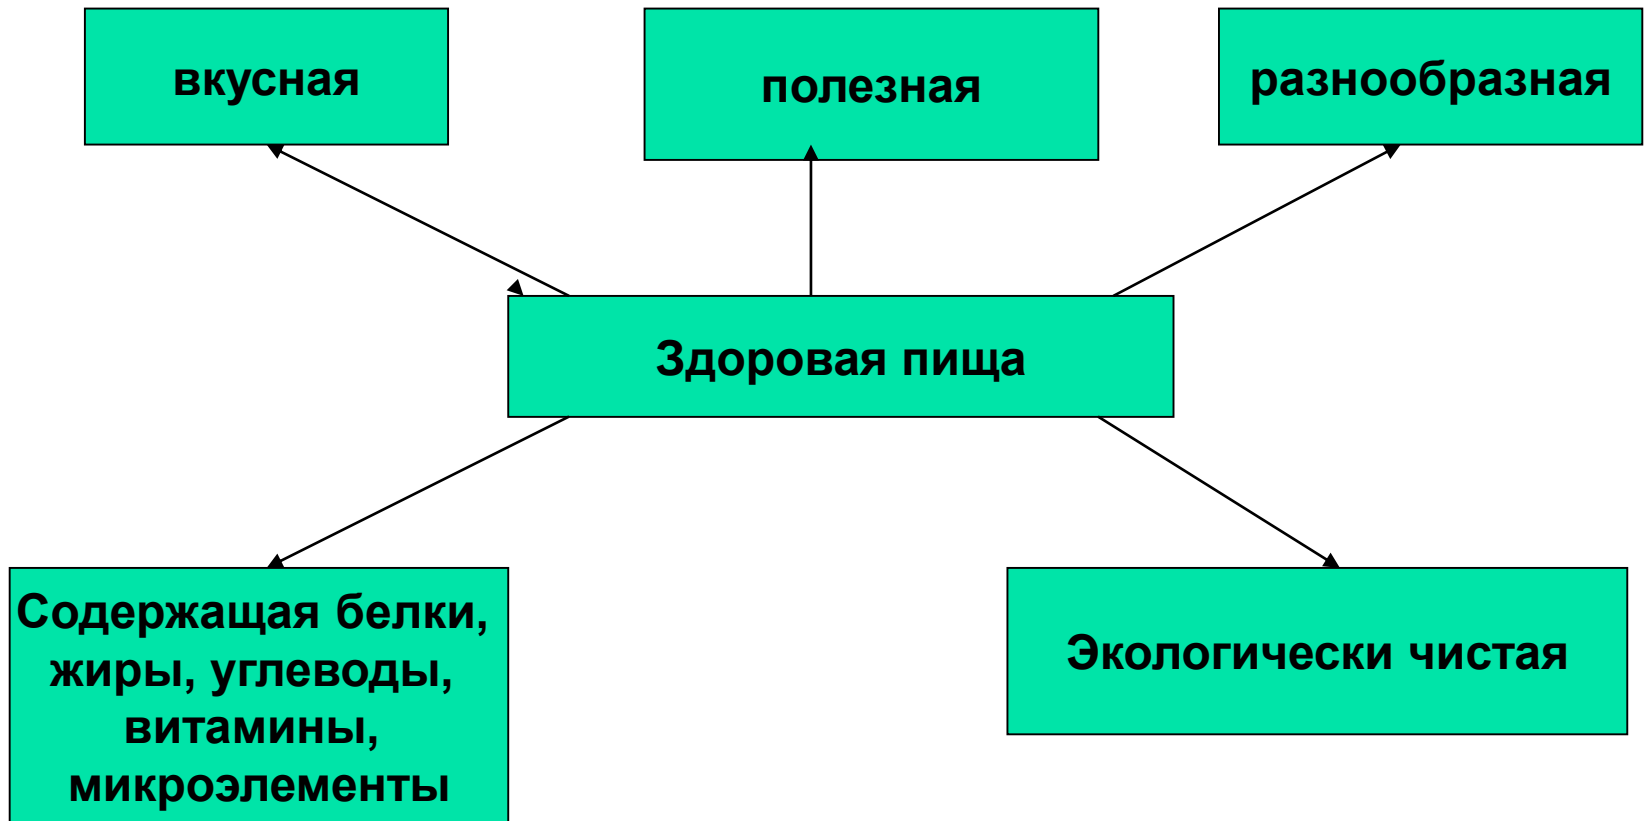 вкусная
полезная
разнообразная
Здоровая пища
Содержащая белки,
жиры, углеводы,
витамины,
микроэлементы
Экологически чистая